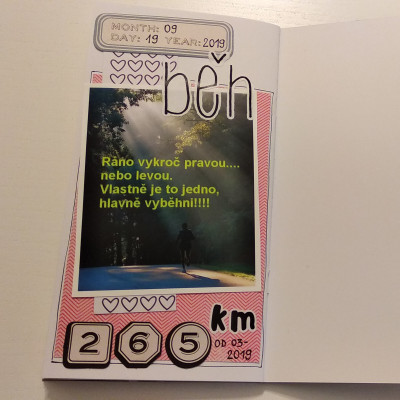 MONTH: 09
DAY: 19 YEAR: 2019
běh
Ráno vykroč pravou....
nebo levou.
Vlastně je to jedno,
hlavně vyběhni!!!!
265 km
OD 03-
2019